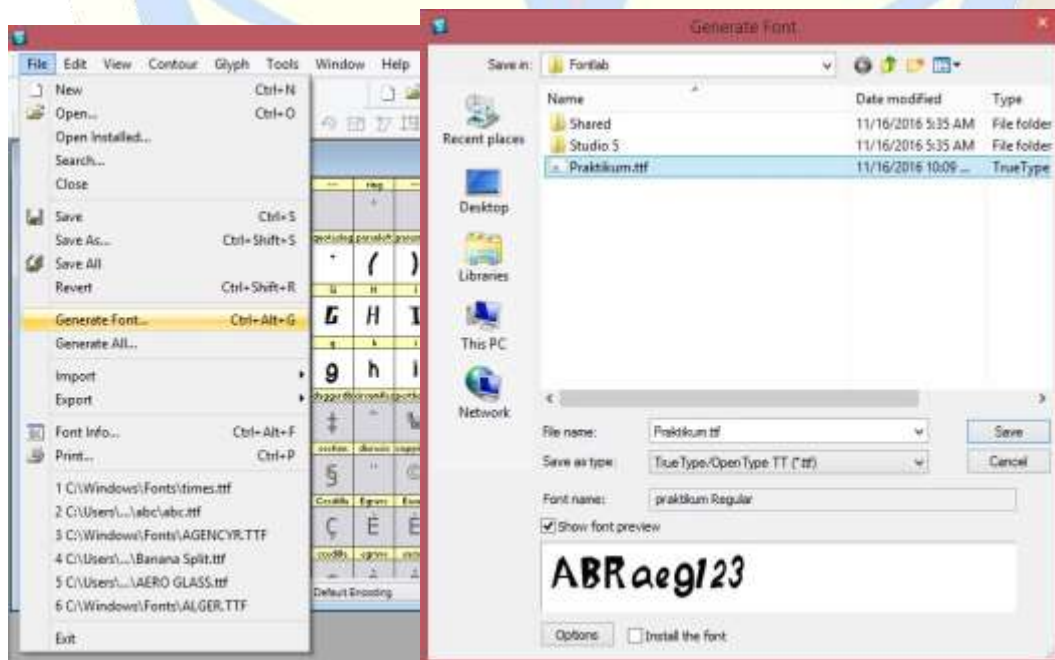 File Edit View Contour Glyph Tools Window Help
New Ctrl+N
Open... Ctrl+O
Open Installed...
Search...
Close
Save Ctrl+S
Save As... Ctrl+Shift+S
Save All
Revert Ctrl+Shift+R
Generate Font... Ctrl+Alt+G
Generate All...
Import
Export
Font Info... Ctrl+Alt+F
Print... Ctrl+P
1 C:\Windows\Fonts\times.ttf
2 C:\Users\...\abc\abc.ttf
3 C:\Windows\Fonts\AGENCYR.TTF
4 C:\Users\...\Banana Split.ttf
5 C:\Users\...\AERO GLASS.ttf
6 C:\Windows\Fonts\ALGER.TTF
Exit
ring
( )
G H I
g h i
‡
§ " ©
Ç È É
Default Encoding
Generate Font
Save in: Fontlab
Name Date modified Type
Shared 11/16/2016 5:35 AM File folder
Studio 5 11/16/2016 5:35 AM File folder
Praktikum.ttf 11/16/2016 10:09 ... TrueType
Recent places
Desktop
Libraries
This PC
Network
File name: Praktikum.ttf Save
Save as type: TrueType/OpenType TT (*.ttf) Cancel
Font name: praktikum Regular
Show font preview
ABRaeg123
Options Install the font